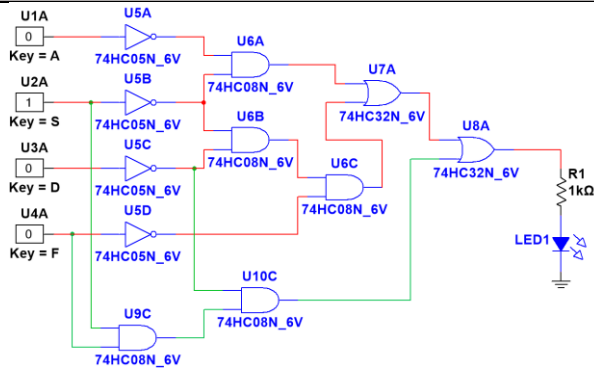 U1A
0
Key = A
U5A
74HC05N_6V
U6A
74HC08N_6V
U2A
1
Key = S
U5B
74HC05N_6V
U7A
74HC32N_6V
U6B
74HC08N_6V
U8A
74HC32N_6V
U3A
0
Key = D
U5C
74HC05N_6V
U6C
74HC08N_6V
R1
1kΩ
U4A
0
Key = F
U5D
74HC05N_6V
LED1
U10C
74HC08N_6V
U9C
74HC08N_6V